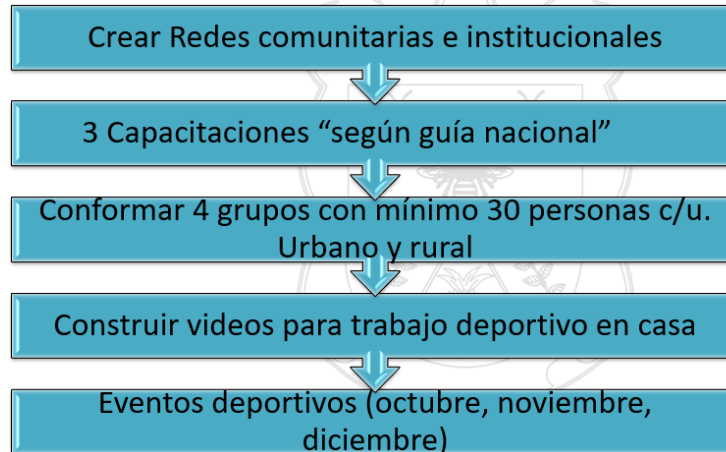 Crear Redes comunitarias e institucionales
3 Capacitaciones “según guía nacional”
Conformar 4 grupos con mínimo 30 personas c/u.
Urbano y rural
Construir videos para trabajo deportivo en casa
Eventos deportivos (octubre, noviembre,
diciembre)